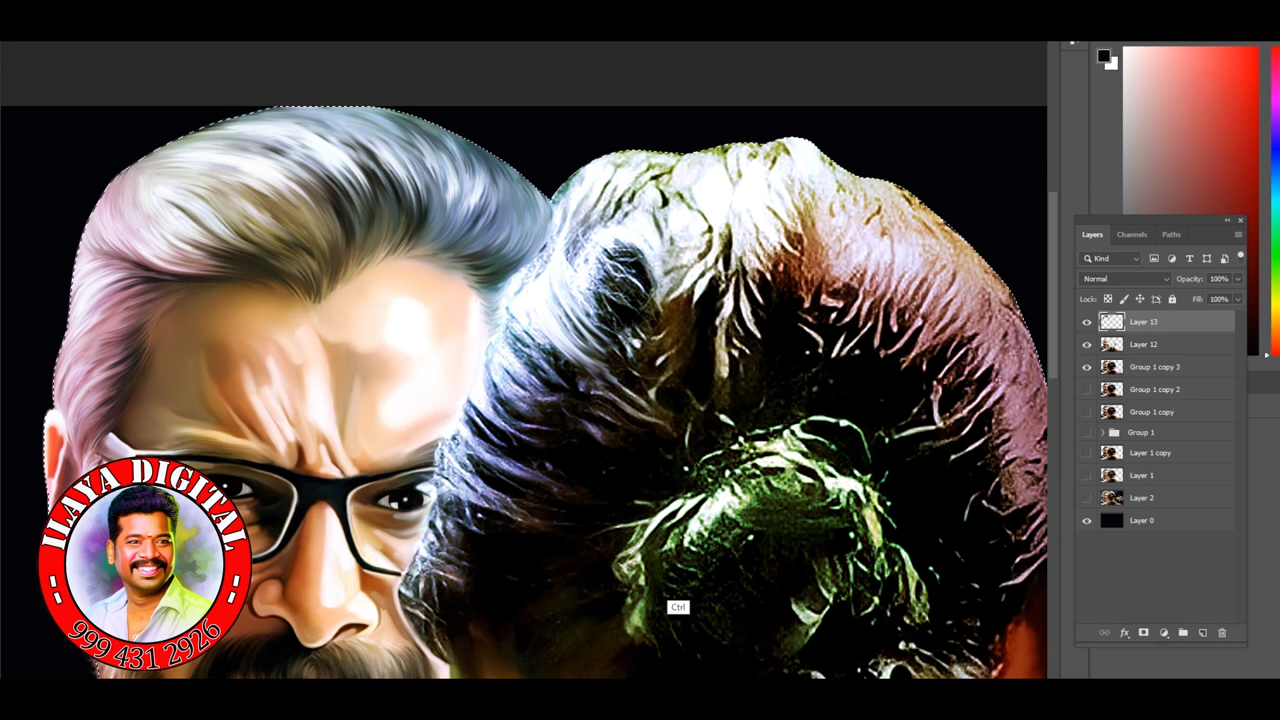 ILAYA DIGITAL
999 431 2926
Ctrl
Layers
Channels
Paths
Kind
Normal
Opacity: 100%
Lock:
Fill: 100%
Layer 13
Layer 12
Group 1 copy 3
Group 1 copy 2
Group 1 copy
Group 1
Layer 1 copy
Layer 1
Layer 2
Layer 0
fx